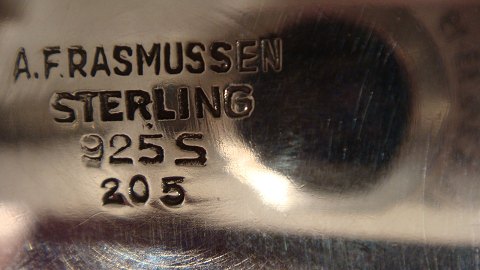 A.F.RASMUSSEN
STERLING
925S
205